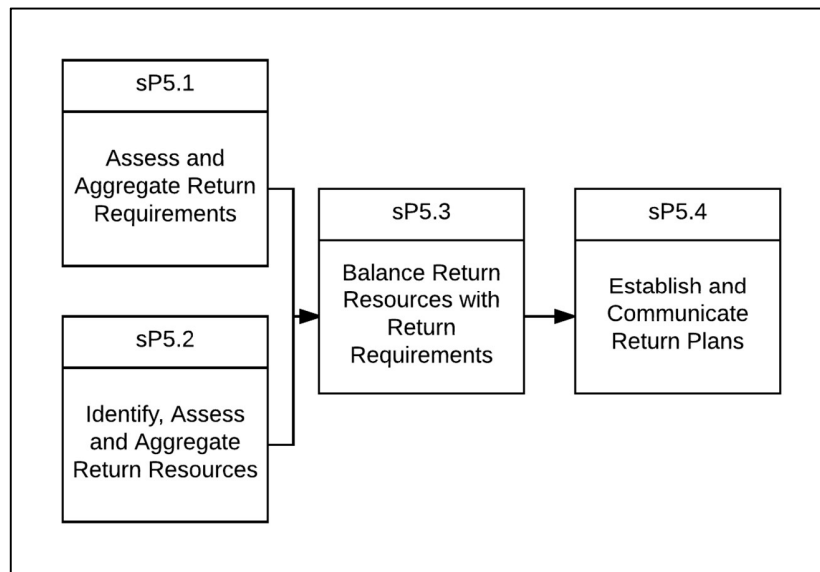 sP5.1
Assess and
Aggregate Return
Requirements
sP5.2
Identify, Assess
and Aggregate
Return Resources
sP5.3
Balance Return
Resources with
Return
Requirements
sP5.4
Establish and
Communicate
Return Plans